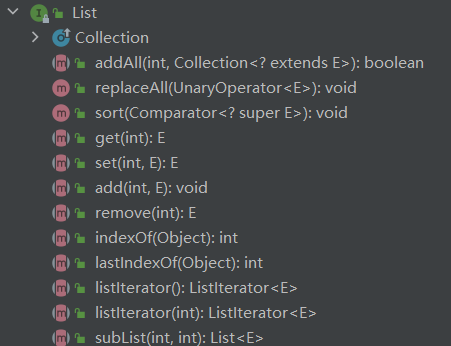 List
Collection
addAll(int, Collection<? extends E>): boolean
replaceAll(UnaryOperator<E>): void
sort(Comparator<? super E>): void
get(int): E
set(int, E): E
add(int, E): void
remove(int): E
indexOf(Object): int
lastIndexOf(Object): int
listIterator(): ListIterator<E>
listIterator(int): ListIterator<E>
subList(int, int): List<E>